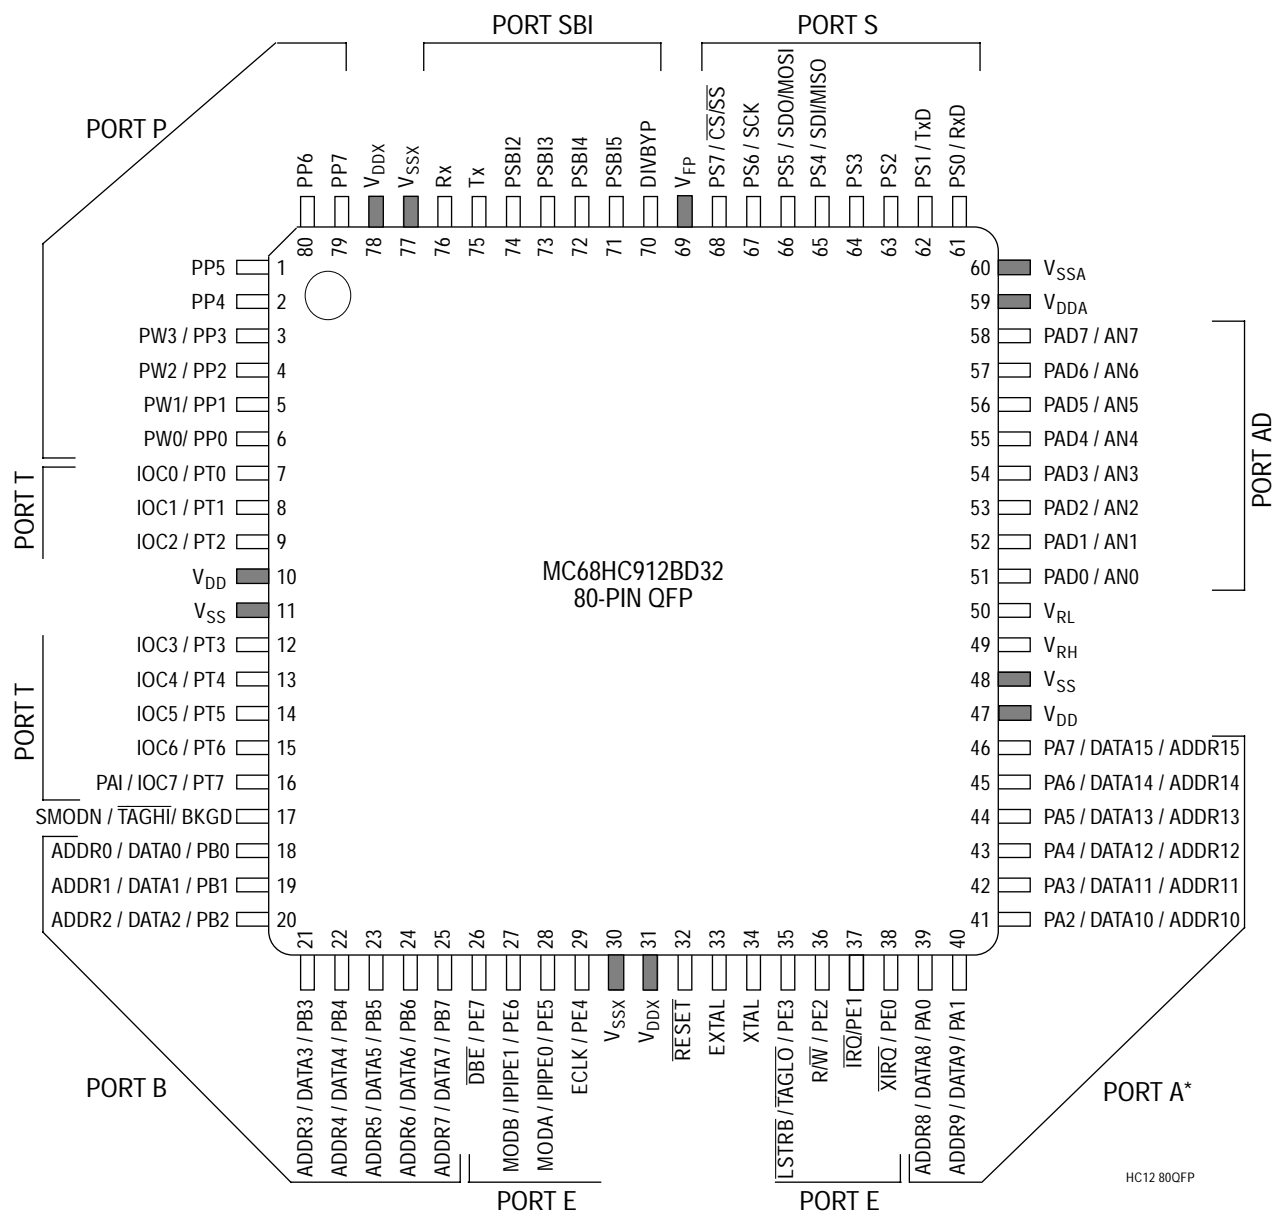 PORT SBI
PORT S
PORT P
PP6
PP7
VDDX
VSSX
Rx
Tx
PSBI2
PSBI3
PSBI4
PSBI5
DIVBYP
VFP
PS7 / CS/SS
PS6 / SCK
PS5 / SDO/MOSI
PS4 / SDI/MISO
PS3
PS2
PS1 / TxD
PS0 / RxD
80
79
78
77
76
75
74
73
72
71
70
69
68
67
66
65
64
63
62
61
PP5 1
PP4 2
PW3 / PP3 3
PW2 / PP2 4
PW1/ PP1 5
PW0/ PP0 6
IOC0 / PT0 7
IOC1 / PT1 8
IOC2 / PT2 9
VDD 10
VSS 11
IOC3 / PT3 12
IOC4 / PT4 13
IOC5 / PT5 14
IOC6 / PT6 15
PAI / IOC7 / PT7 16
SMODN / TAGHI/ BKGD 17
ADDR0 / DATA0 / PB0 18
ADDR1 / DATA1 / PB1 19
ADDR2 / DATA2 / PB2 20
PORT T
PORT T
MC68HC912BD32
80-PIN QFP
60 VSSA
59 VDDA
58 PAD7 / AN7
57 PAD6 / AN6
56 PAD5 / AN5
55 PAD4 / AN4
54 PAD3 / AN3
53 PAD2 / AN2
52 PAD1 / AN1
51 PAD0 / AN0
50 VRL
49 VRH
48 VSS
47 VDD
46 PA7 / DATA15 / ADDR15
45 PA6 / DATA14 / ADDR14
44 PA5 / DATA13 / ADDR13
43 PA4 / DATA12 / ADDR12
42 PA3 / DATA11 / ADDR11
41 PA2 / DATA10 / ADDR10
PORT AD
21
22
23
24
25
26
27
28
29
30
31
32
33
34
35
36
37
38
39
40
ADDR3 / DATA3 / PB3
ADDR4 / DATA4 / PB4
ADDR5 / DATA5 / PB5
ADDR6 / DATA6 / PB6
ADDR7 / DATA7 / PB7
DBE / PE7
MODB / IPIPE1 / PE6
MODA / IPIPE0 / PE5
ECLK / PE4
VSSX
VDDX
RESET
EXTAL
XTAL
LSTRB / TAGLO / PE3
R/W / PE2
IRQ/PE1
XIRQ / PE0
ADDR8 / DATA8 / PA0
ADDR9 / DATA9 / PA1
PORT B
PORT A*
PORT E
PORT E
HC12 80QFP